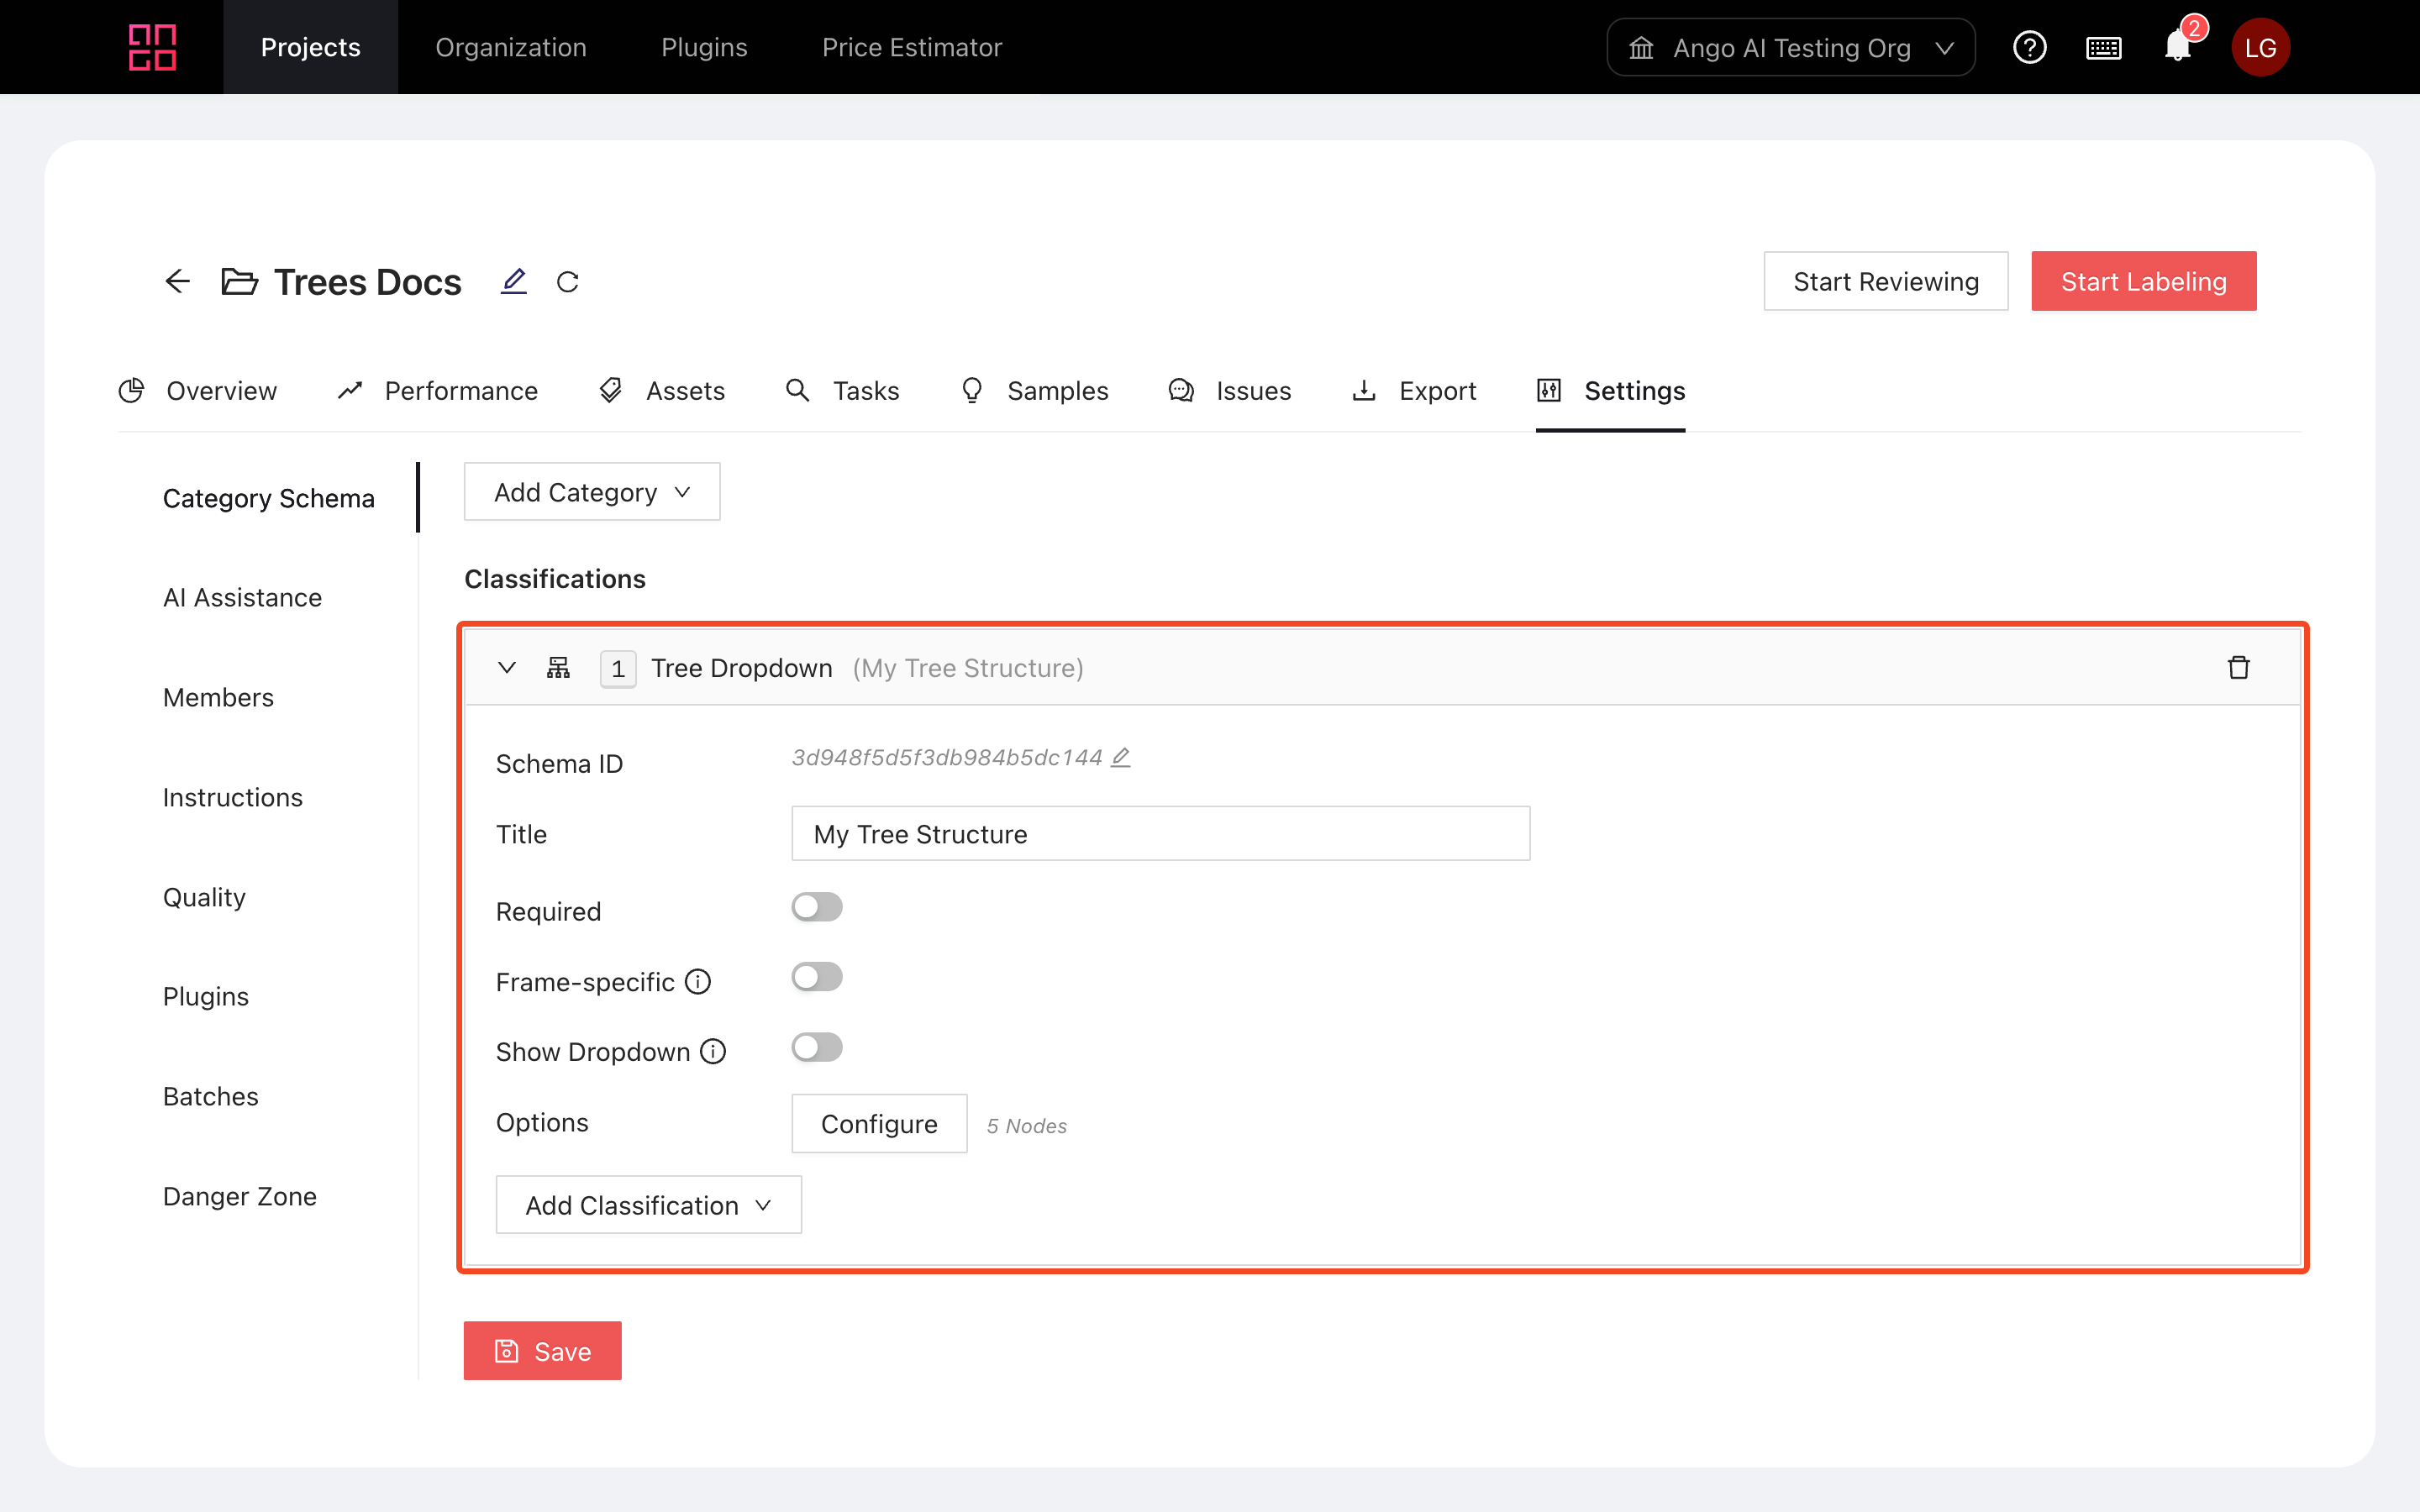 Projects Organization Plugins Price Estimator Ango AI Testing Org 2 LG
Trees Docs Start Reviewing Start Labeling
Overview Performance Assets Tasks Samples Issues Export Settings
Category Schema
AI Assistance
Members
Instructions
Quality
Plugins
Batches
Danger Zone
Add Category
Classifications
1 Tree Dropdown (My Tree Structure)
Schema ID 3d948f5d5f3db984b5dc144
Title My Tree Structure
Required
Frame-specific
Show Dropdown
Options Configure 5 Nodes
Add Classification
Save